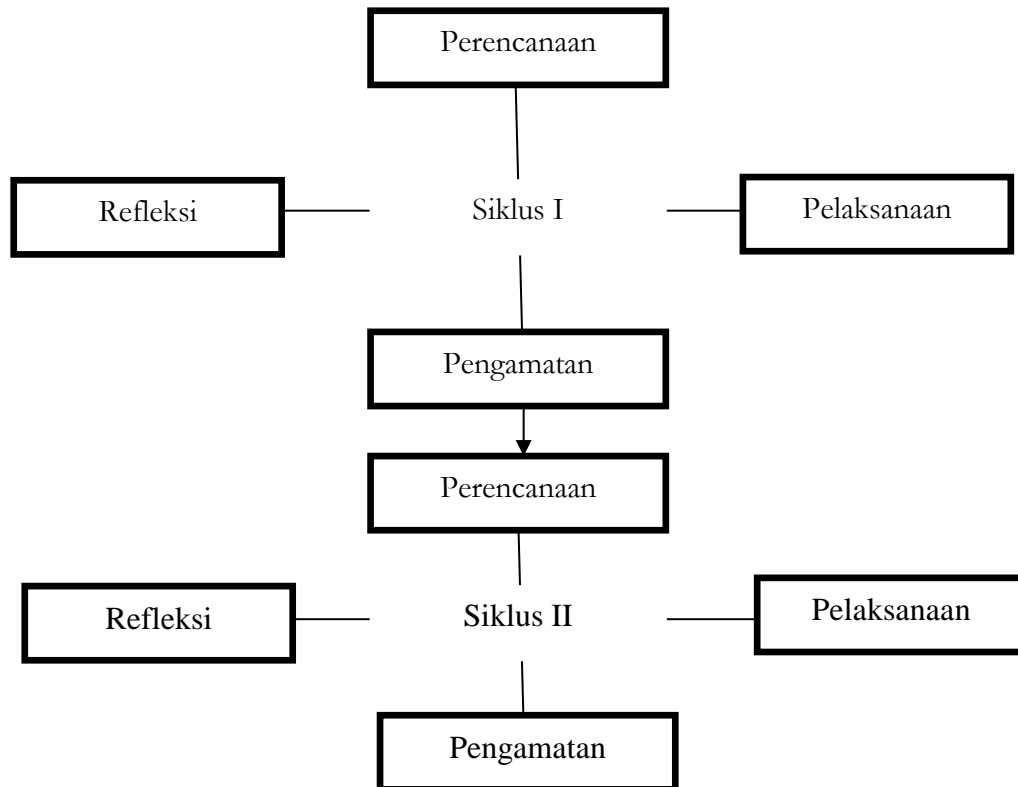 Perencanaan
Refleksi
Siklus I
Pelaksanaan
Pengamatan
Perencanaan
Refleksi
Siklus II
Pelaksanaan
Pengamatan